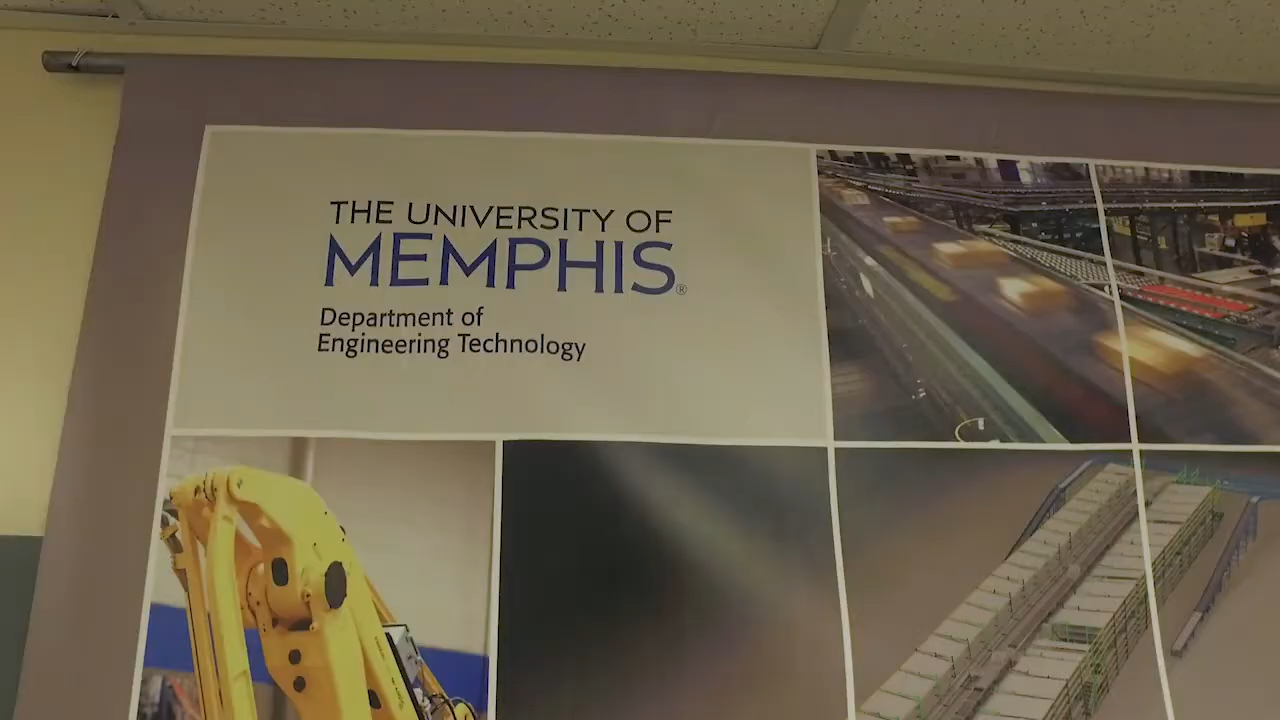 THE UNIVERSITY OF
MEMPHIS®
Department of
Engineering Technology